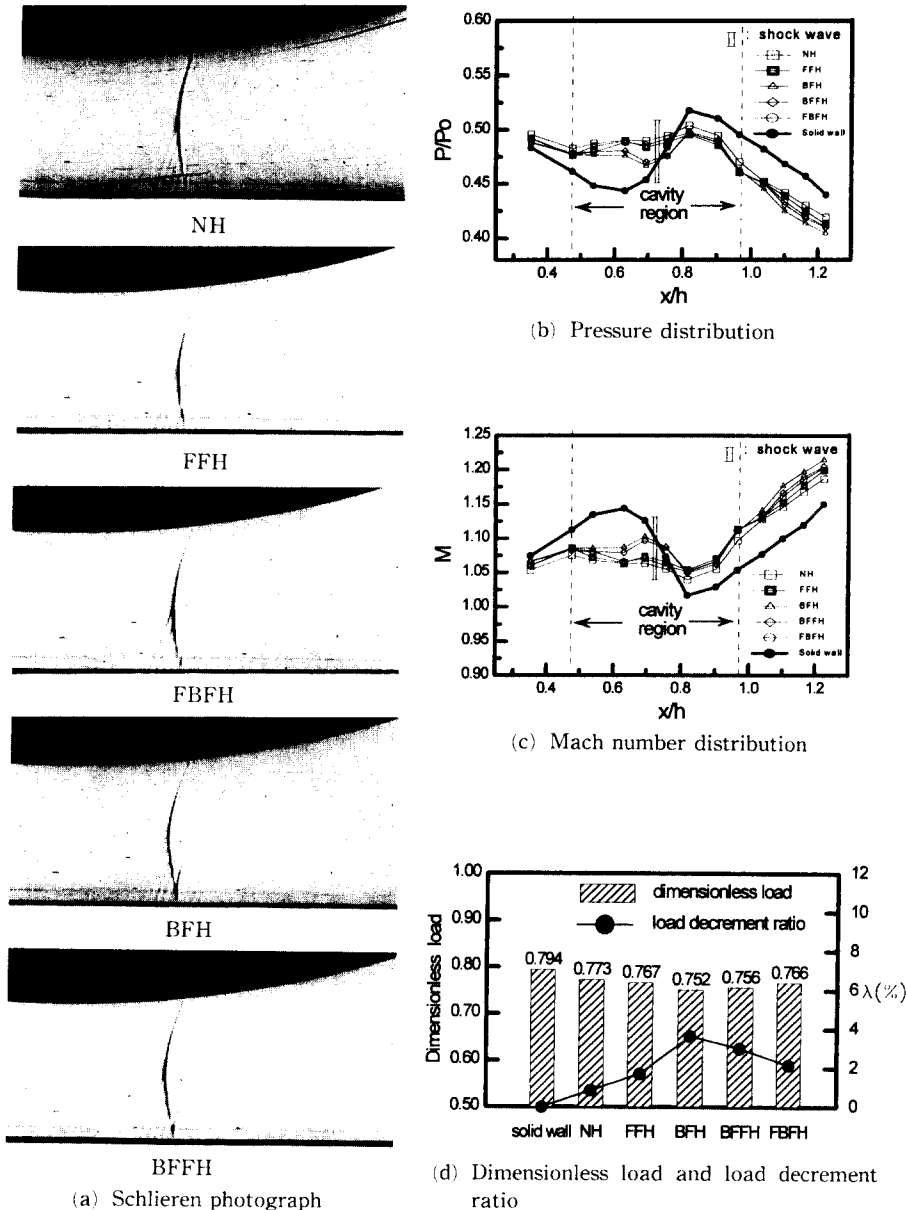 NH
FFH
FBFH
BFH
BFFH
(a) Schlieren photograph
0.60
0.55
0.50
0.45
0.40
P/Po
: shock wave
NH
FFH
BFH
BFFH
FBFH
Solid wall
cavity
region
0.4 0.6 0.8 1.0 1.2
x/h
(b) Pressure distribution
1.25
1.20
1.15
1.10
1.05
1.00
0.95
0.90
M
: shock wave
NH
FFH
BFH
BFFH
FBFH
Solid wall
cavity
region
0.4 0.6 0.8 1.0 1.2
x/h
(c) Mach number distribution
1.00
0.90
0.80
0.70
0.60
0.50
Dimensionless load
dimensionless load
load decrement ratio
0.794 0.773 0.767 0.752 0.756 0.766
12
10
8
6
4
2
0
λ(%)
solid wall NH FFH BFH BFFH FBFH
(d) Dimensionless load and load decrement
ratio